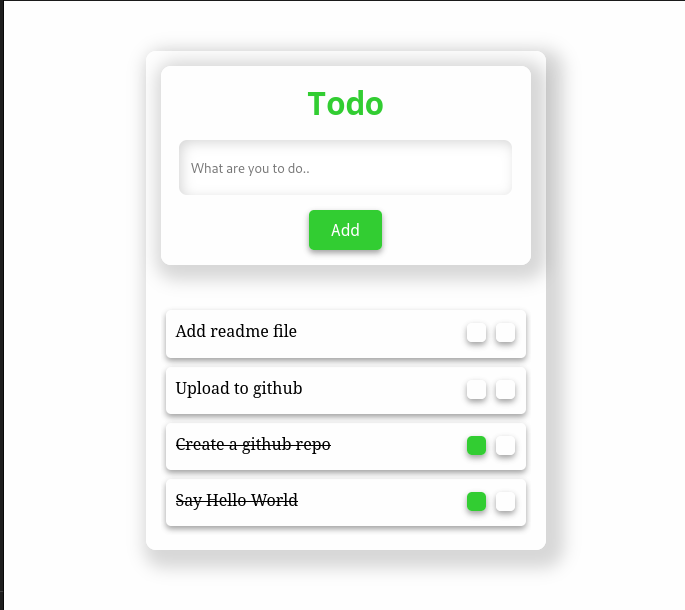 Todo
What are you to do..
Add
Add readme file
Upload to github
Create a github repo
Say Hello World